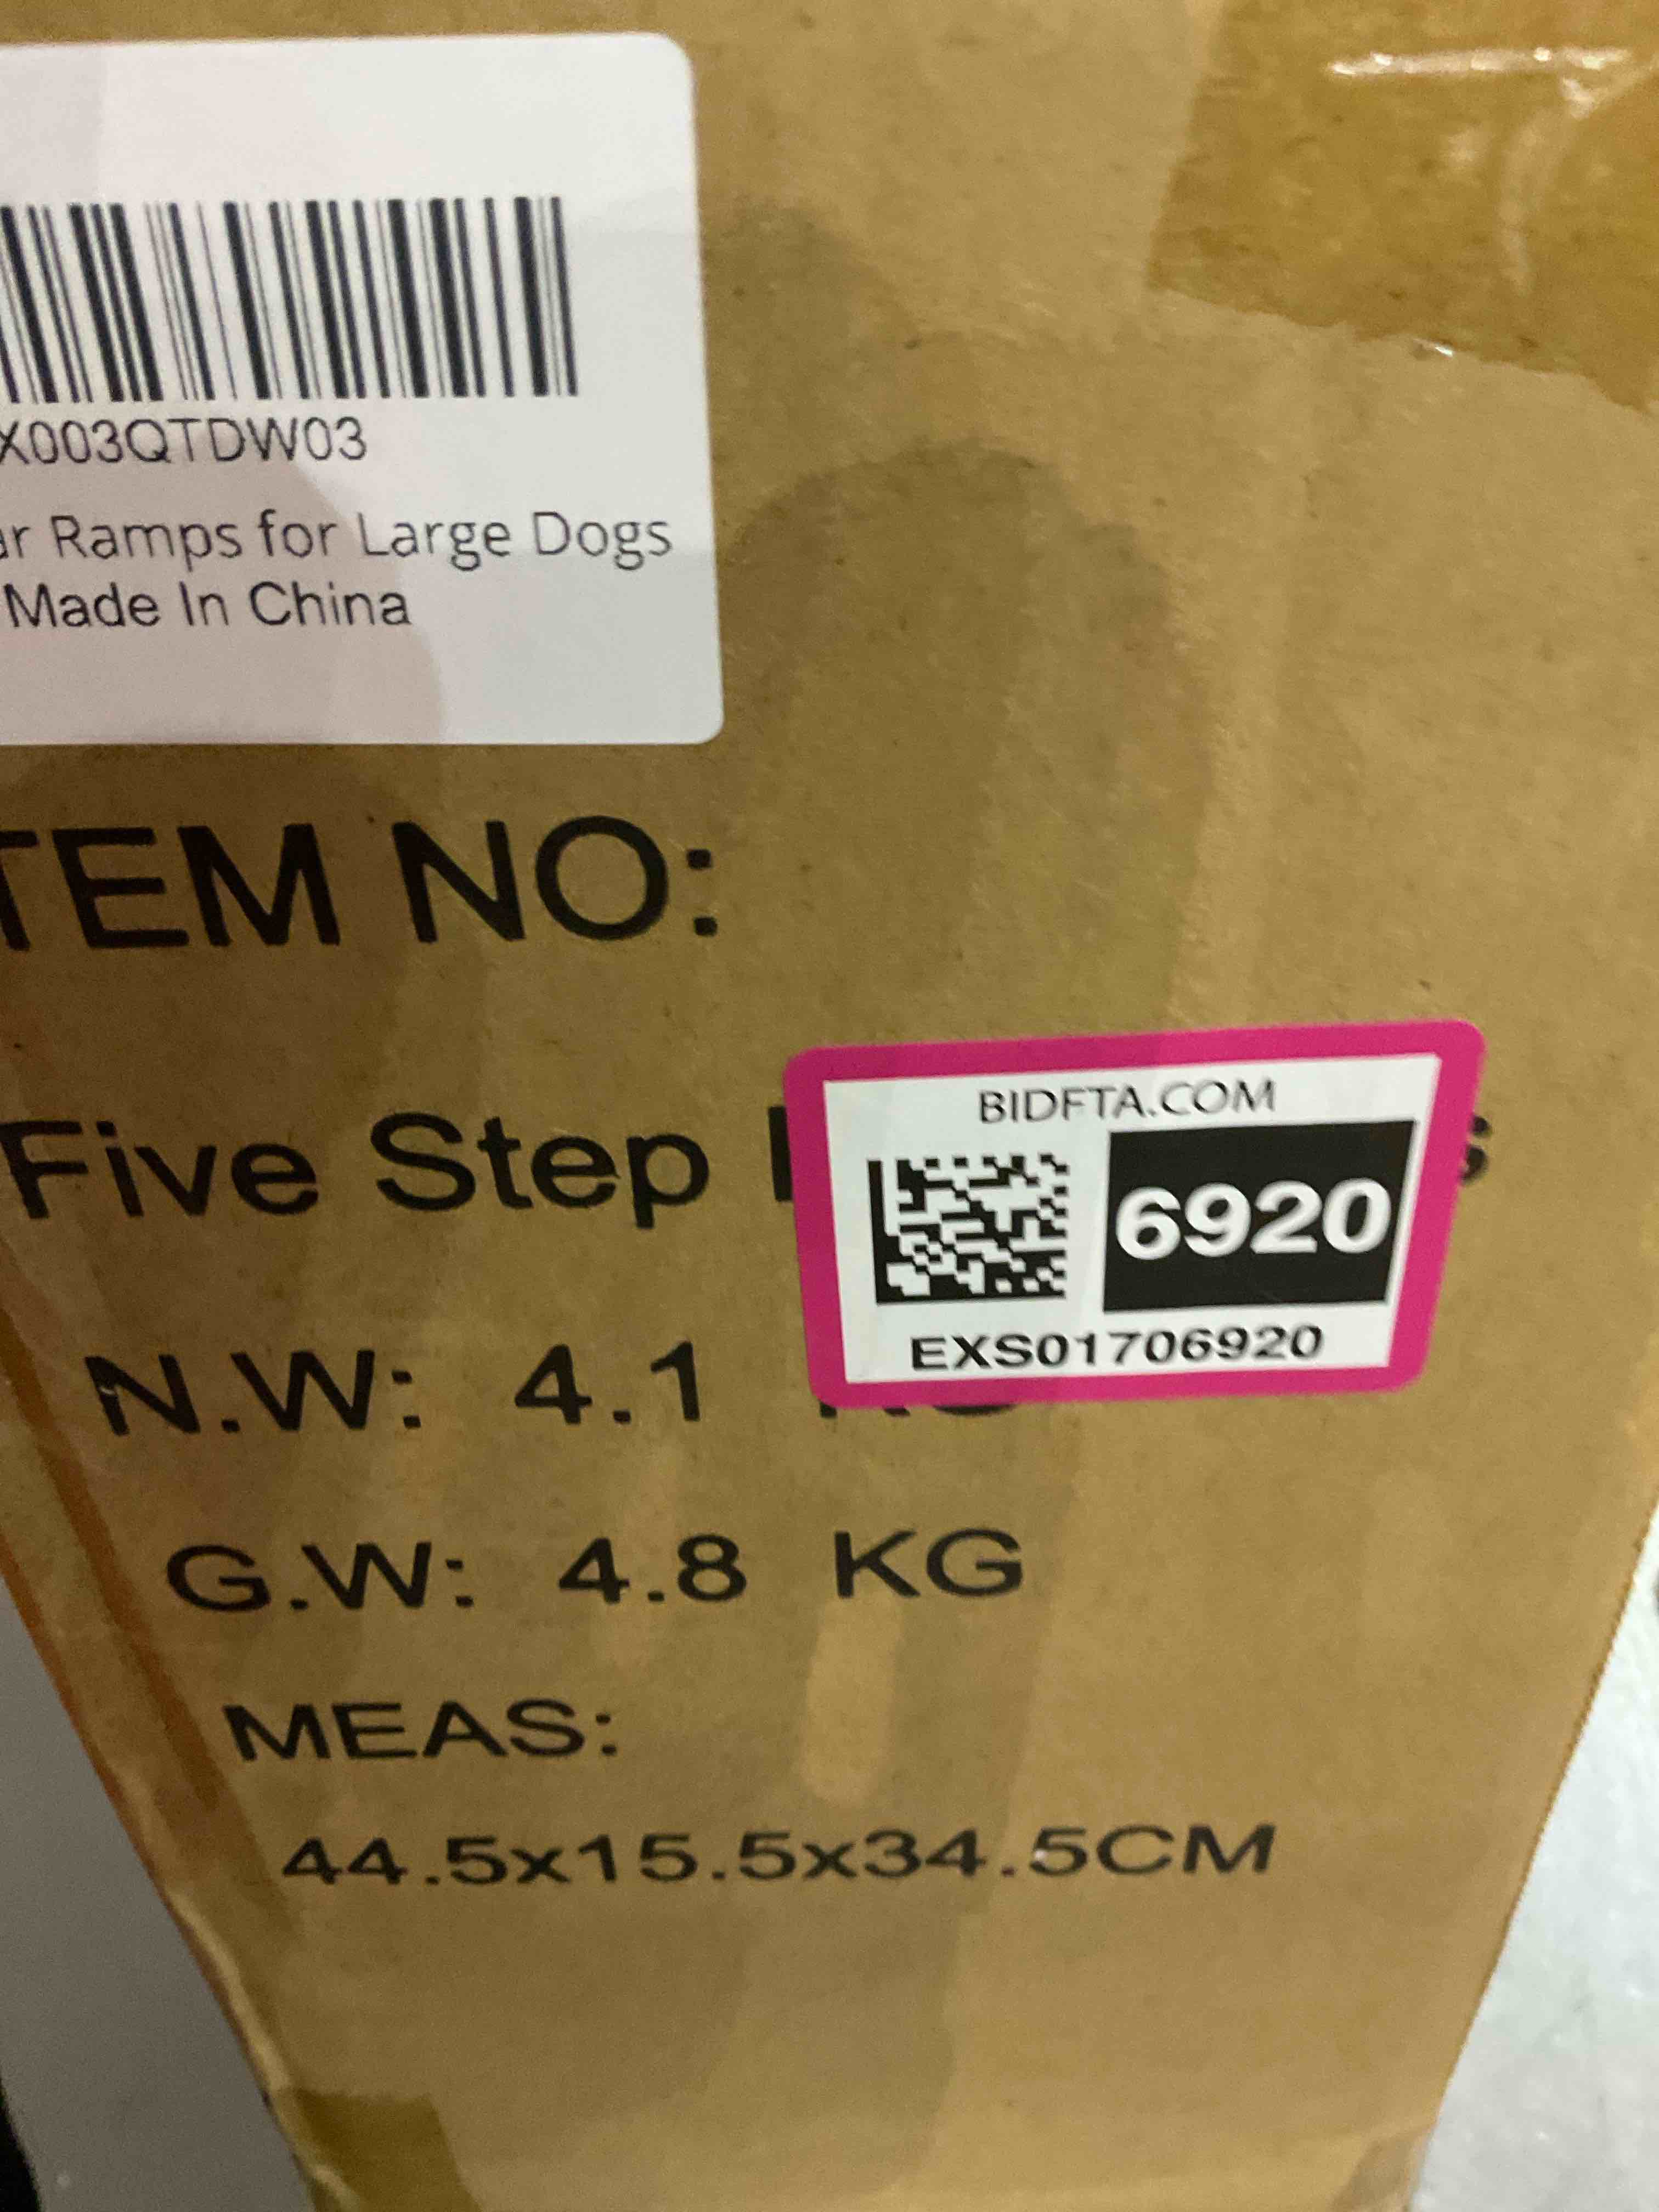 X003QTDW03
ar Ramps for Large Dogs
Made In China
TEM NO:
Five Step
BIDFTA.COM
6920
EXS01706920
N.W: 4.1 KG
G.W: 4.8 KG
MEAS:
44.5x15.5x34.5CM